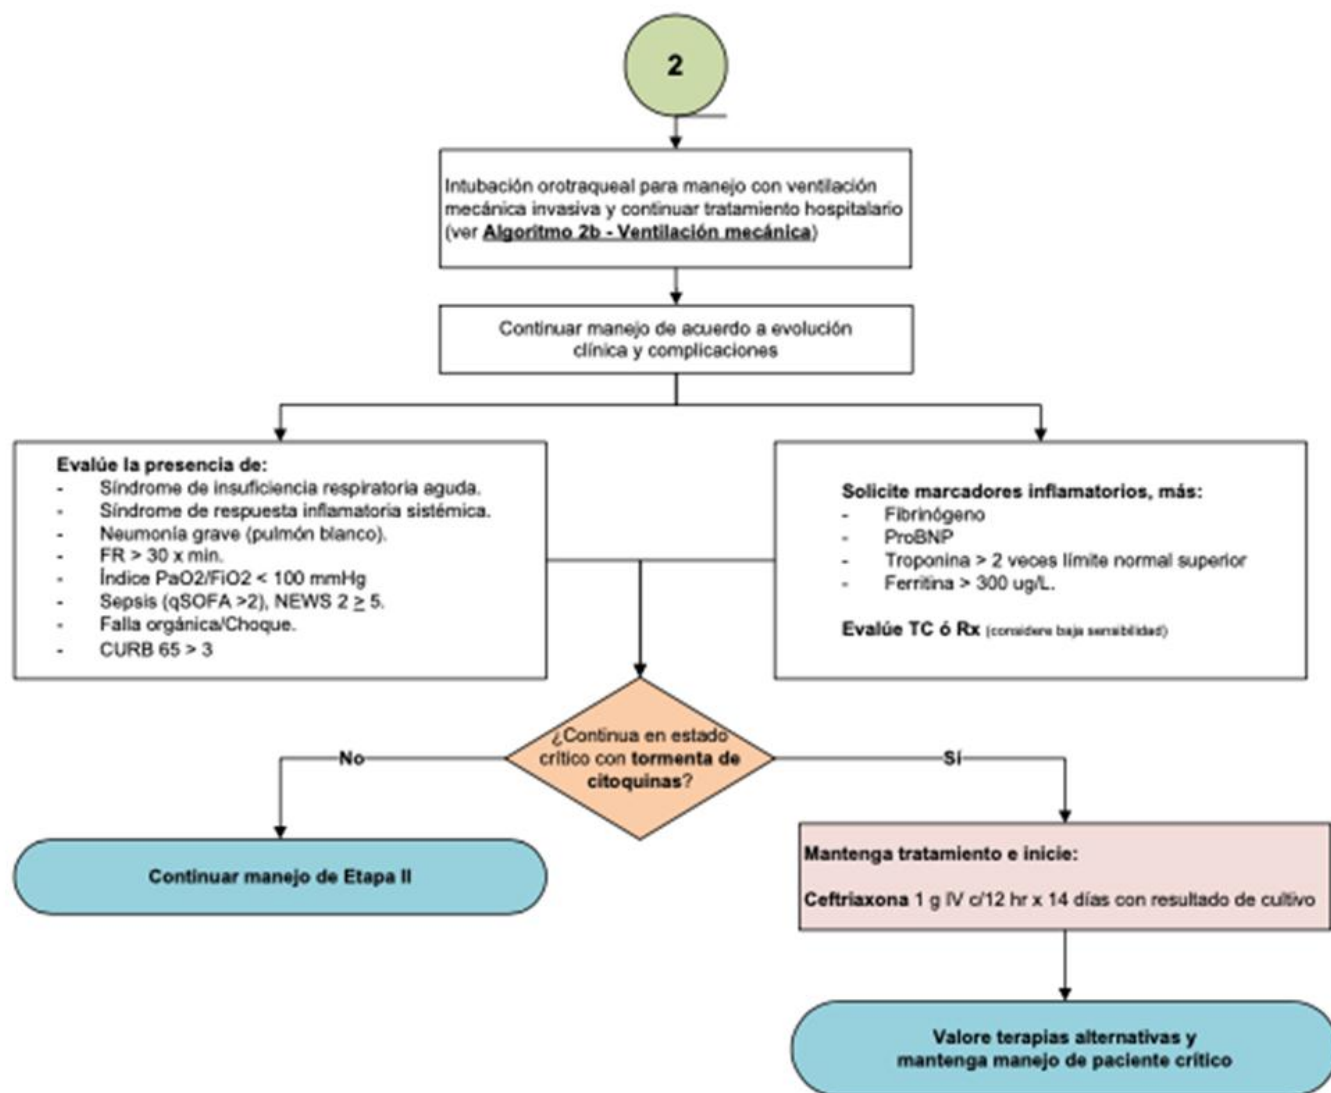 2
Intubación orotraqueal para manejo con ventilación
mecánica invasiva y continuar tratamiento hospitalario
(ver Algoritmo 2b - Ventilación mecánica)
Continuar manejo de acuerdo a evolución
clínica y complicaciones
Evalúe la presencia de:
- Síndrome de insuficiencia respiratoria aguda.
- Síndrome de respuesta inflamatoria sistémica.
- Neumonía grave (pulmón blanco).
- FR > 30 x min.
- Índice PaO2/FiO2 < 100 mmHg
- Sepsis (qSOFA >2), NEWS 2 ≥ 5.
- Falla orgánica/Choque.
- CURB 65 > 3
Solicite marcadores inflamatorios, más:
- Fibrinógeno
- ProBNP
- Troponina > 2 veces límite normal superior
- Ferritina > 300 ug/L.
Evalúe TC ó Rx (considere baja sensibilidad)
¿Continua en estado
crítico con tormenta de
citoquinas?
No
Sí
Continuar manejo de Etapa II
Mantenga tratamiento e inicie:
Ceftriaxona 1 g IV c/12 hr x 14 días con resultado de cultivo
Valore terapias alternativas y
mantenga manejo de paciente crítico